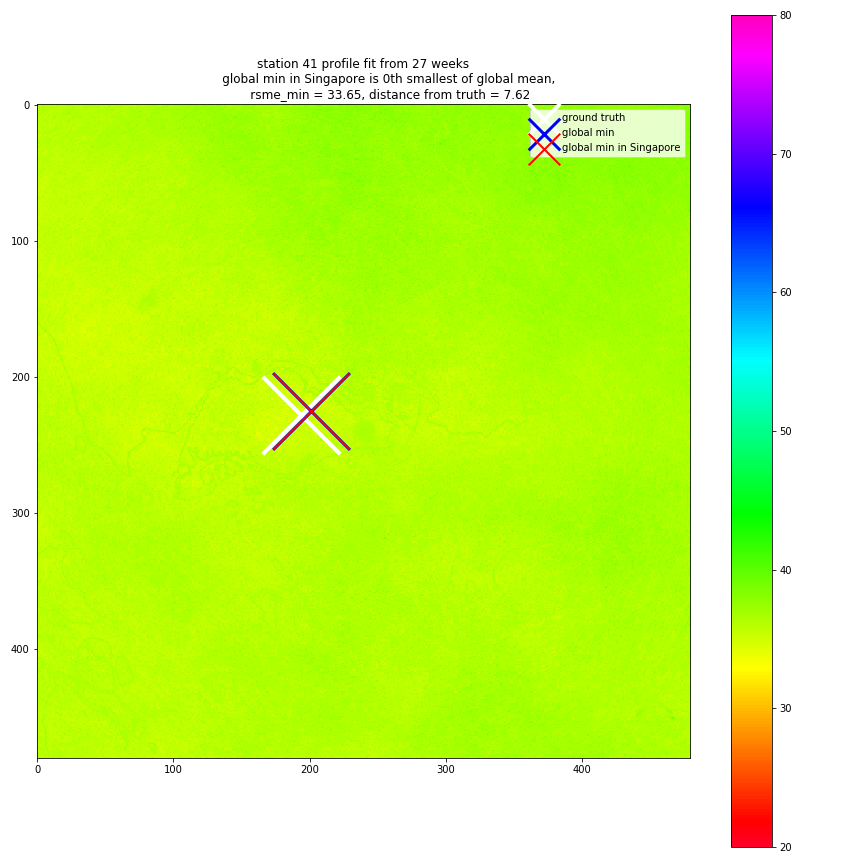 station 41 profile fit from 27 weeks
global min in Singapore is 0th smallest of global mean,
rsme_min = 33.65, distance from truth = 7.62
ground truth
global min
global min in Singapore
0
100
200
300
400
0
100
200
300
400
80
70
60
50
40
30
20